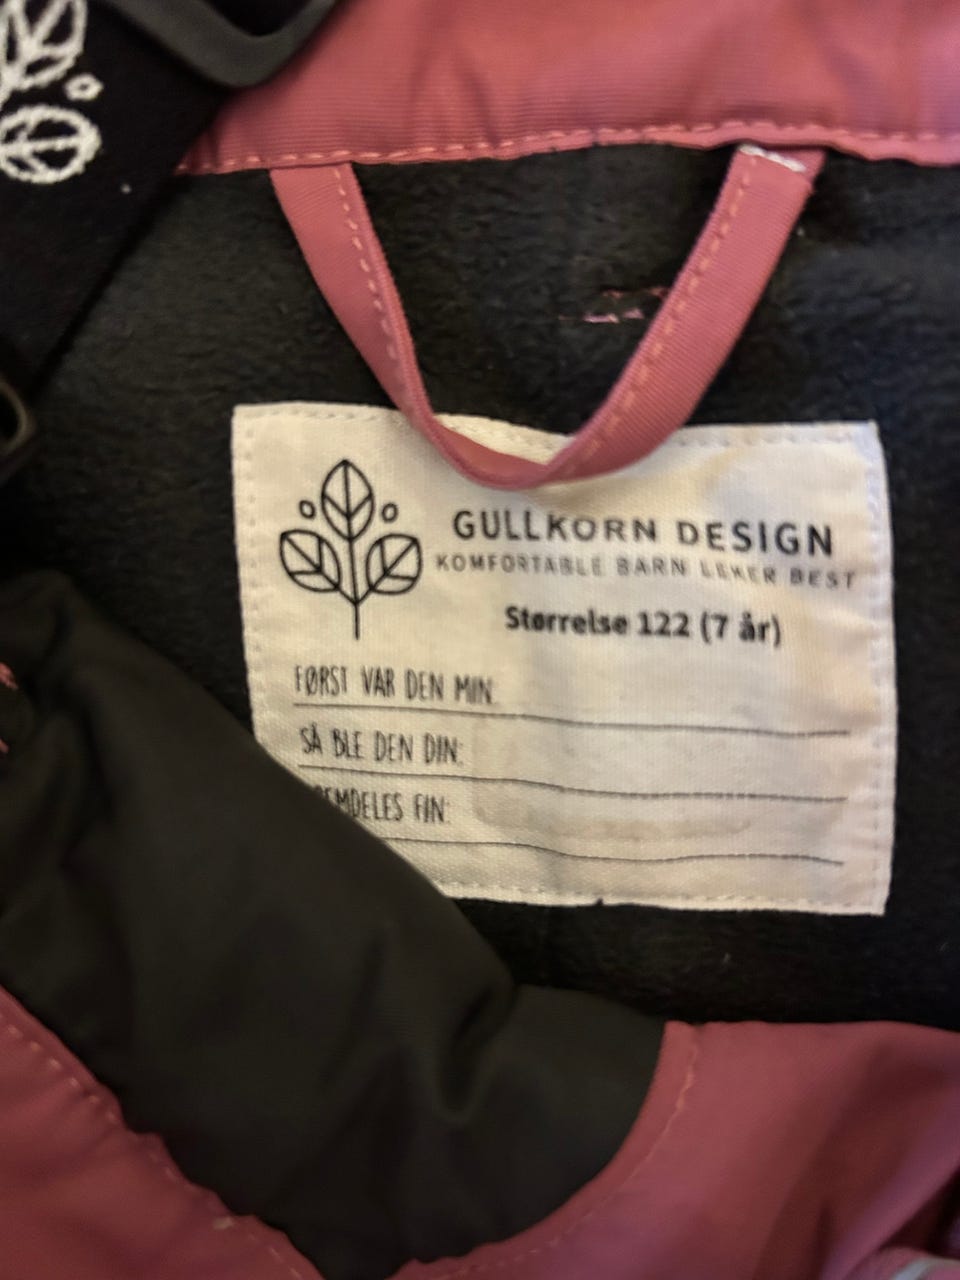 GULLKORN DESIGN
KOMFORTABLE BARN LEKER BEST
Størrelse 122 (7 år)
FØRST VAR DEN MIN:
SÅ BLE DEN DIN:
FIN: